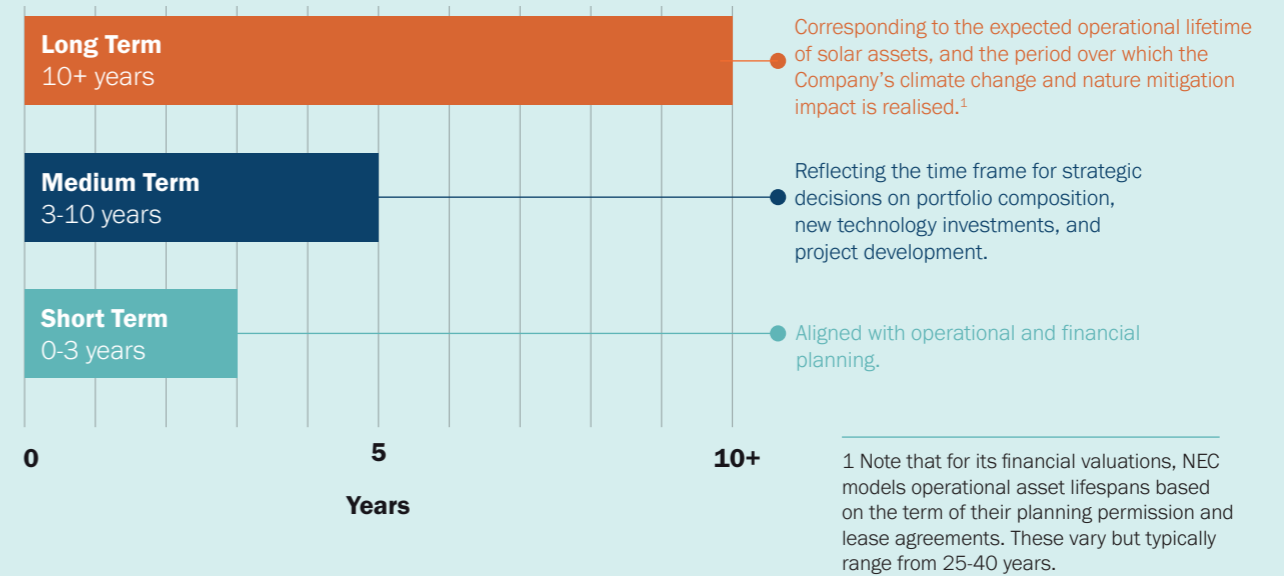 Long Term
10+ years
Corresponding to the expected operational lifetime
of solar assets, and the period over which the
Company’s climate change and nature mitigation
impact is realised.¹
Medium Term
3-10 years
Reflecting the time frame for strategic
decisions on portfolio composition,
new technology investments, and
project development.
Short Term
0-3 years
Aligned with operational and financial
planning.
0
5
10+
Years
1 Note that for its financial valuations, NEC
models operational asset lifespans based
on the term of their planning permission and
lease agreements. These vary but typically
range from 25-40 years.